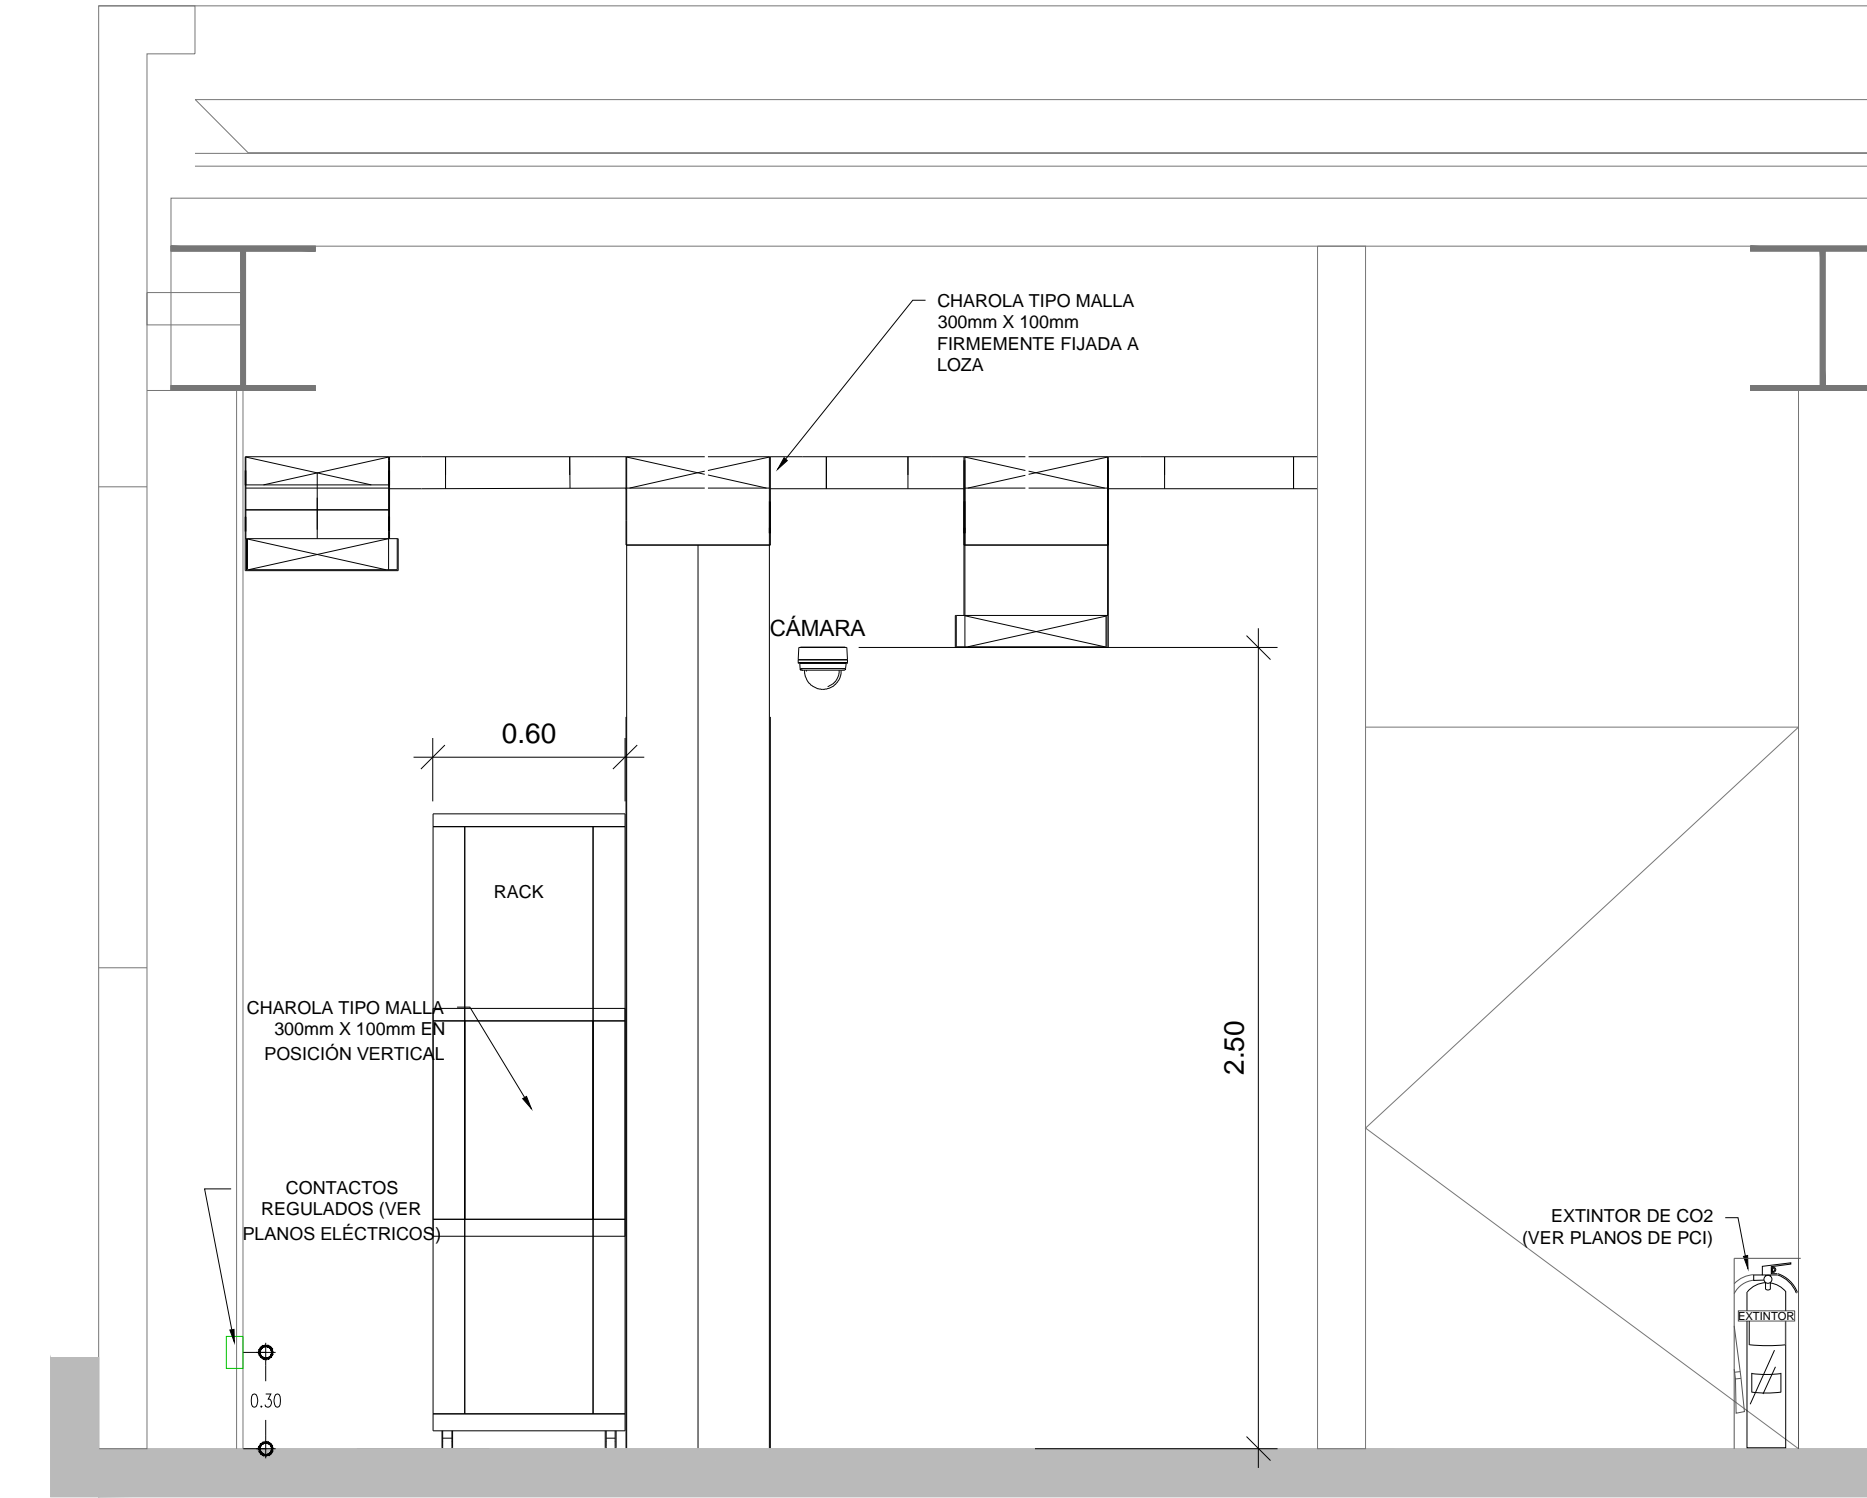 CHAROLA TIPO MALLA
300mm X 100mm
FIRMEMENTE FIJADA A
LOZA
CÁMARA
0.60
RACK
CHAROLA TIPO MALLA
300mm X 100mm EN
POSICIÓN VERTICAL
2.50
CONTACTOS
REGULADOS (VER
PLANOS ELÉCTRICOS)
EXTINTOR DE CO2
(VER PLANOS DE PCI)
EXTINTOR
0.30